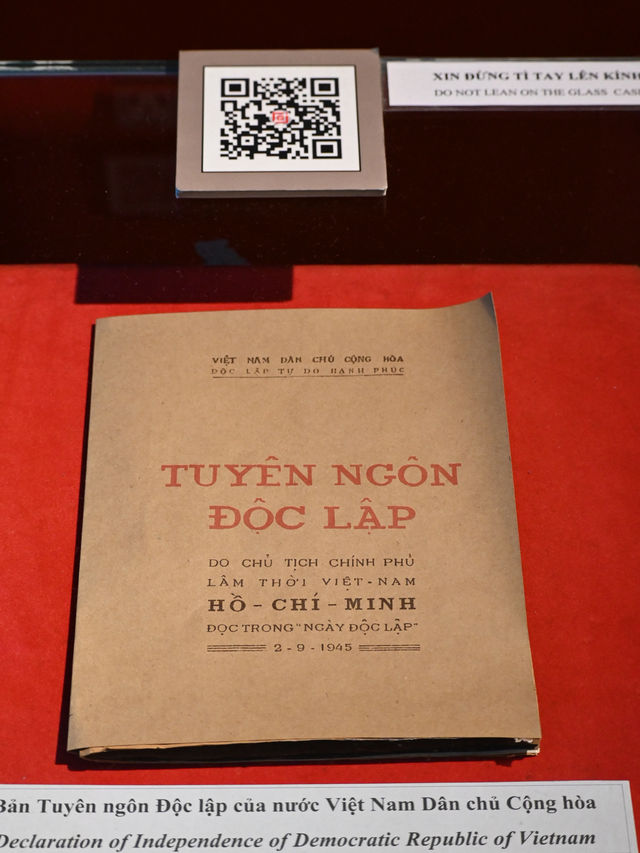 XIN ĐỪNG TÌ TAY LÊN KÍNH
DO NOT LEAN ON THE GLASS CASE
VIỆT NAM DÂN CHỦ CỘNG HÒA
ĐỘC LẬP TỰ DO HẠNH PHÚC
TUYÊN NGÔN
ĐỘC LẬP
DO CHỦ TỊCH CHÍNH PHỦ
LÂM THỜI VIỆT-NAM
HỒ-CHÍ-MINH
ĐỌC TRONG "NGÀY ĐỘC LẬP"
2-9-1945
Bản Tuyên ngôn Độc lập của nước Việt Nam Dân chủ Cộng hòa
Declaration of Independence of Democratic Republic of Vietnam